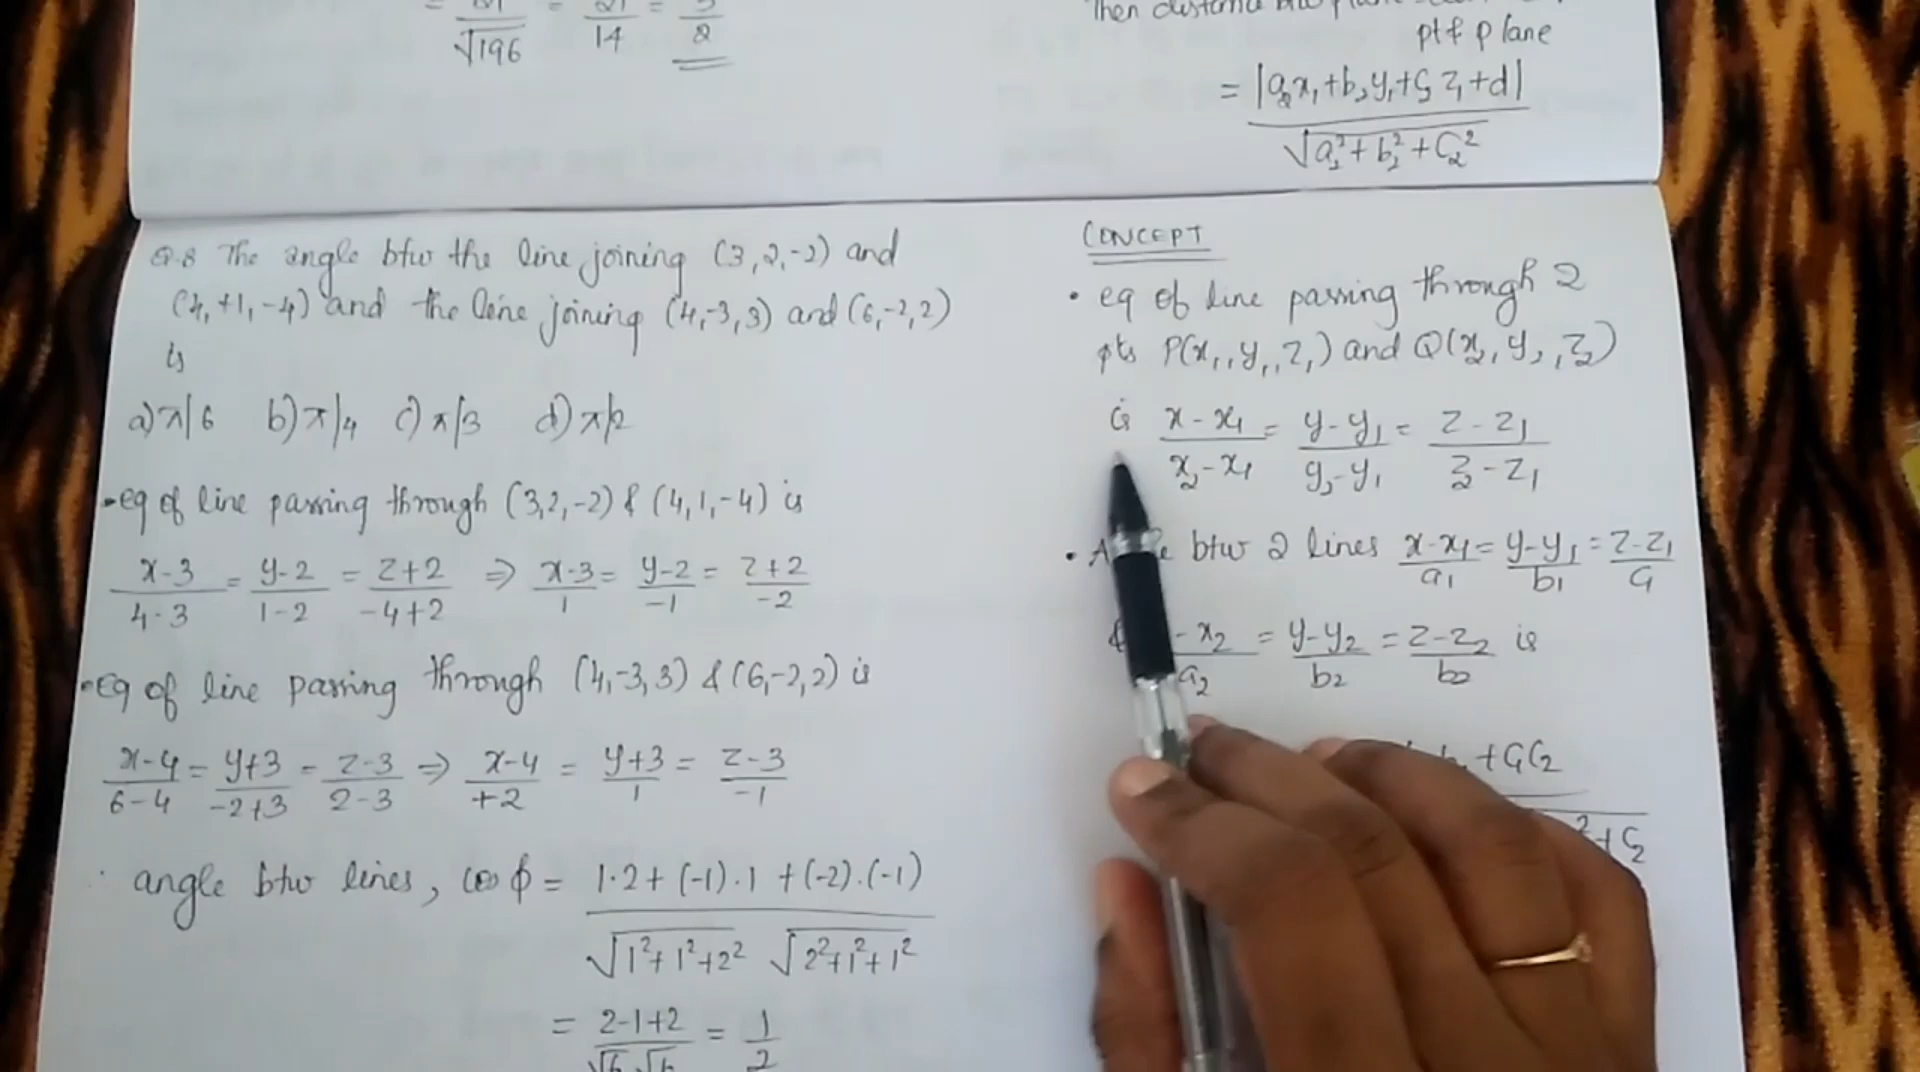 √196 = 21/14 = 3/2
pt & plane
= |a₂x₁+b₂y₁+c₂z₁+d|
√a₂²+b₂²+c₂²
Q.8 The angle btw the line joining (3,2,-2) and
(4,+1,-4) and the line joining (4,-3,3) and (6,-2,2)
is
a) π/6 b) π/4 c) π/3 d) π/2
•eq of line passing through (3,2,-2) & (4,1,-4) is
x-3/4-3 = y-2/1-2 = z+2/-4+2 ⇒ x-3/1 = y-2/-1 = z+2/-2
•eq of line passing through (4,-3,3) & (6,-2,2) is
x-4/6-4 = y+3/-2+3 = z-3/2-3 ⇒ x-4/+2 = y+3/1 = z-3/-1
angle btw lines, cos ϕ = 1·2+(-1)·1+(-2)·(-1)
√1²+1²+2² √2²+1²+1²
= 2-1+2/√6 √6 = 1/2
CONCEPT
• eq of line passing through 2
pts P(x₁,y₁,z₁) and Q(x₂,y₂,z₂)
is x-x₁/x₂-x₁ = y-y₁/y₂-y₁ = z-z₁/z₂-z₁
• btw 2 lines x-x₁/a₁ = y-y₁/b₁ = z-z₁/c₁
& -x₂/a₂ = y-y₂/b₂ = z-z₂/b₂ is
+c₁c₂